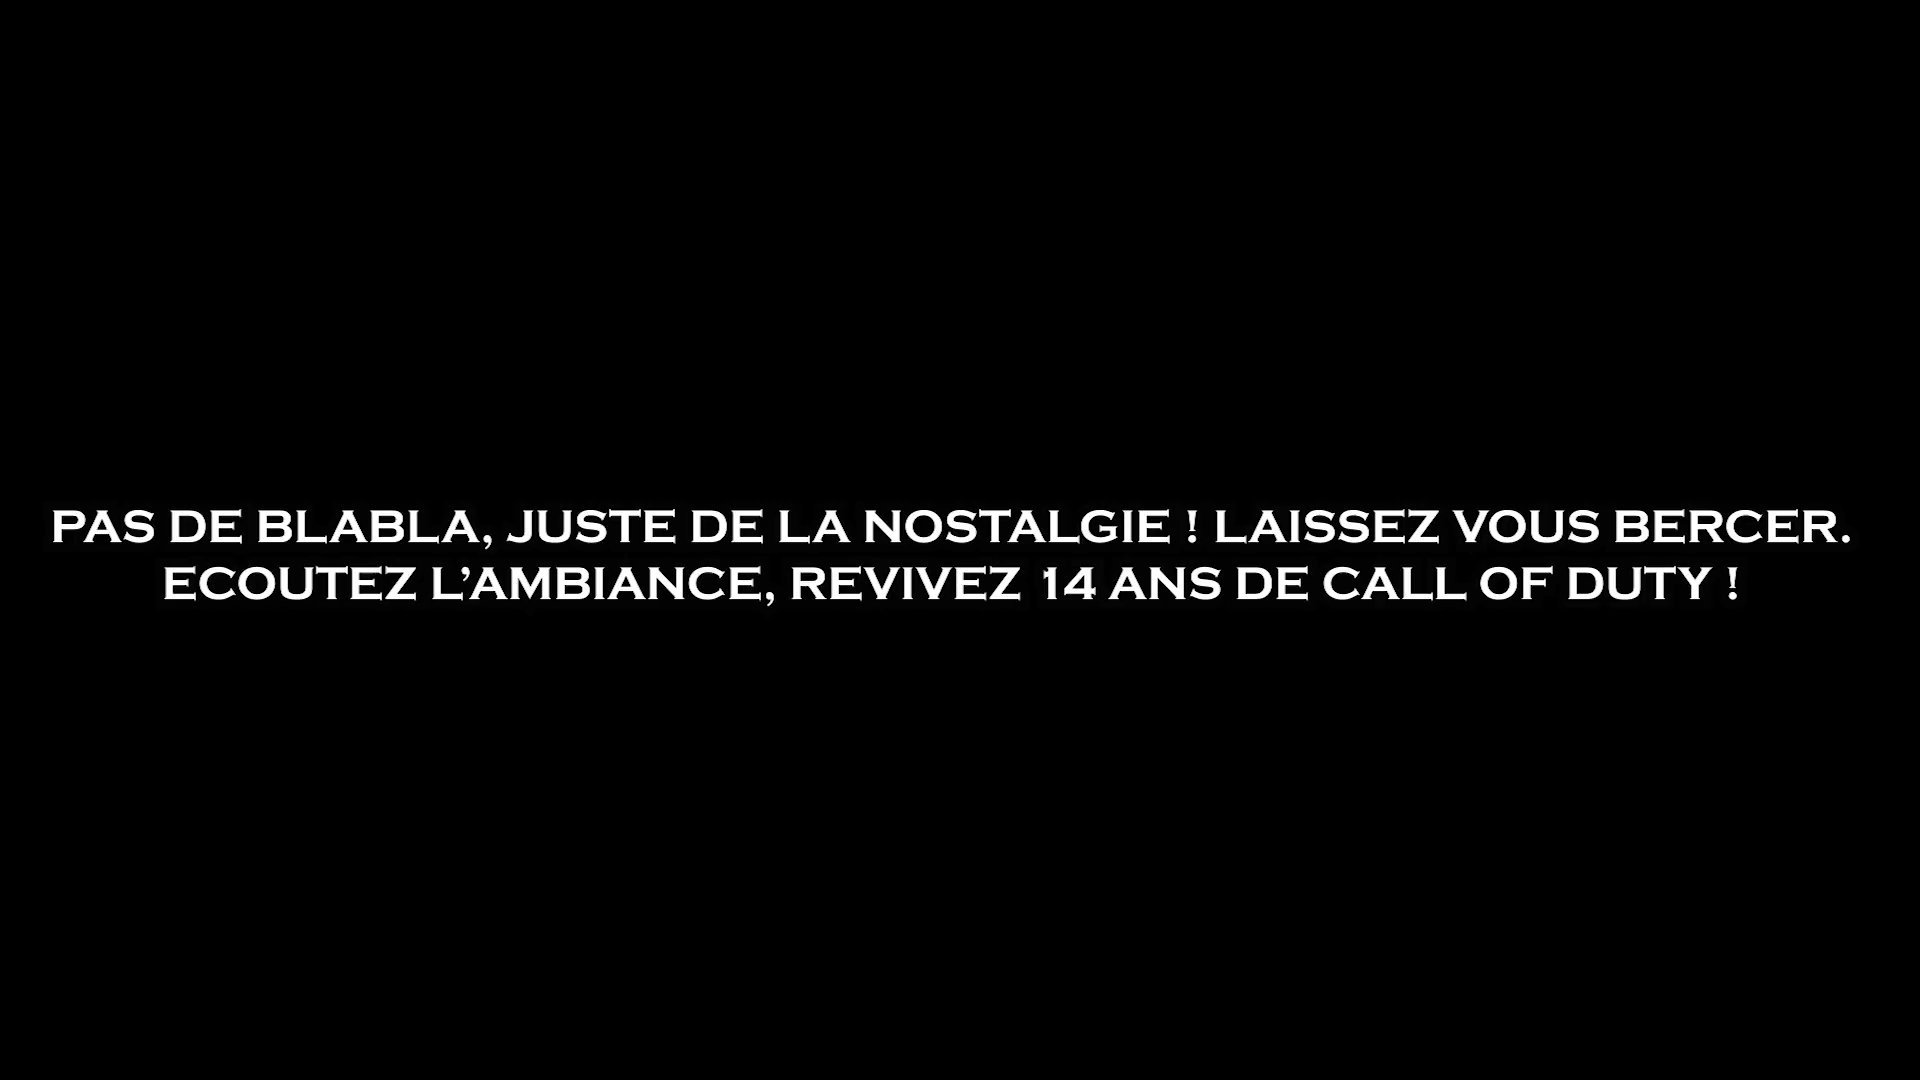 PAS DE BLABLA, JUSTE DE LA NOSTALGIE ! LAISSEZ VOUS BERCER.
ECOUTEZ L’AMBIANCE, REVIVEZ 14 ANS DE CALL OF DUTY !